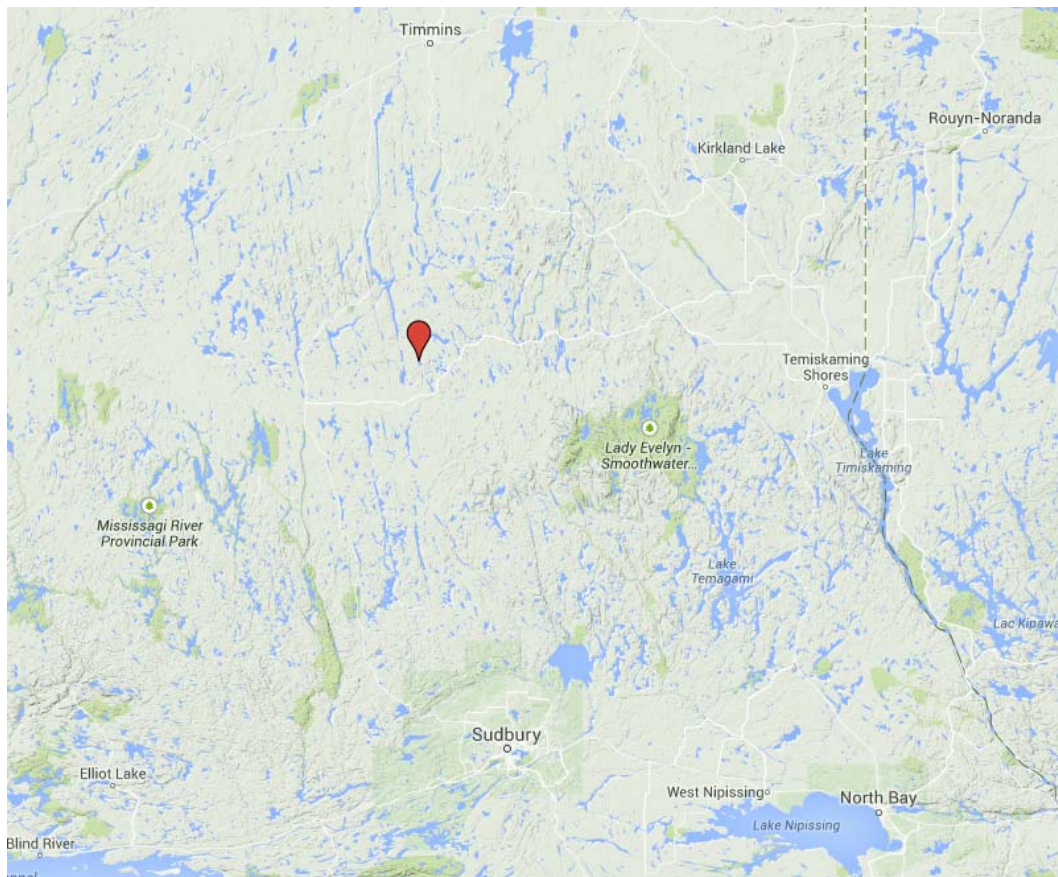 Timmins
Rouyn-Noranda
Kirkland Lake
Temiskaming
Shores
Lady Evelyn -
Smoothwater...
Lake
Timiskaming
Mississagi River
Provincial Park
Lake
Temagami
Lac Kipawa
Sudbury
Elliot Lake
West Nipissing
North Bay
Lake Nipissing
Blind River